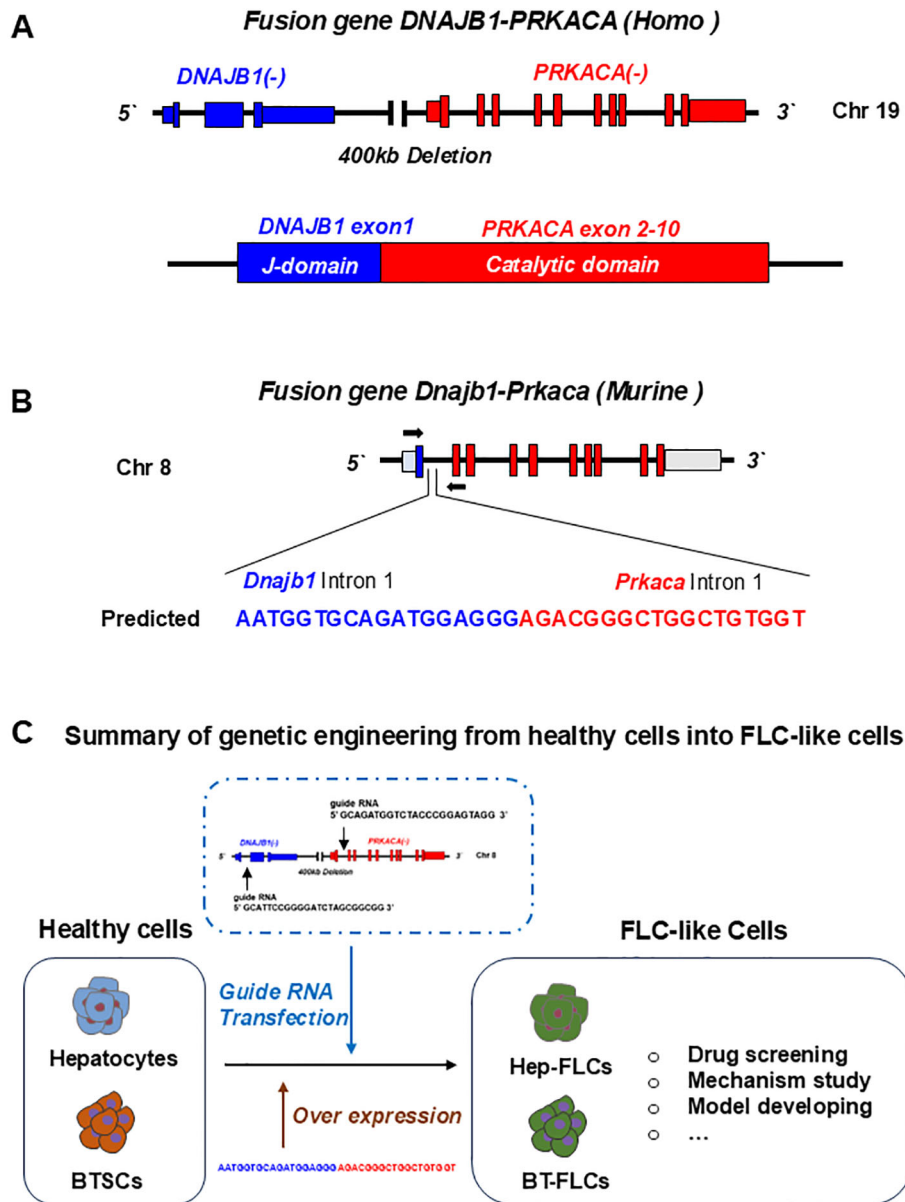 A
Fusion gene DNAJB1-PRKACA (Homo )
DNAJB1(-)
PRKACA(-)
5`
3`
Chr 19
400kb Deletion
DNAJB1 exon1
PRKACA exon 2-10
J-domain
Catalytic domain
B
Fusion gene Dnajb1-Prkaca (Murine )
Chr 8
5`
3`
Dnajb1 Intron 1
Prkaca Intron 1
Predicted
AATGGTGCAGATGGAGGGAGACGGGCTGGCTGTGGT
C
Summary of genetic engineering from healthy cells into FLC-like cells
guide RNA
5' GCAGATGGTCTACCCGGAGTAGG 3'
DNAJB1(-)
PRKACA(-)
5'
3'
Chr 8
400kb Deletion
guide RNA
5' GCATTCCGGGGATCTAGCGGCGG 3'
Healthy cells
FLC-like Cells
Guide RNA
Transfection
Hepatocytes
Hep-FLCs
BTSCs
BT-FLCs
Over expression
AATGGTGCAGATGGAGGG AGACGGGCTGGCTGTGGT
o Drug screening
o Mechanism study
o Model developing
o ...